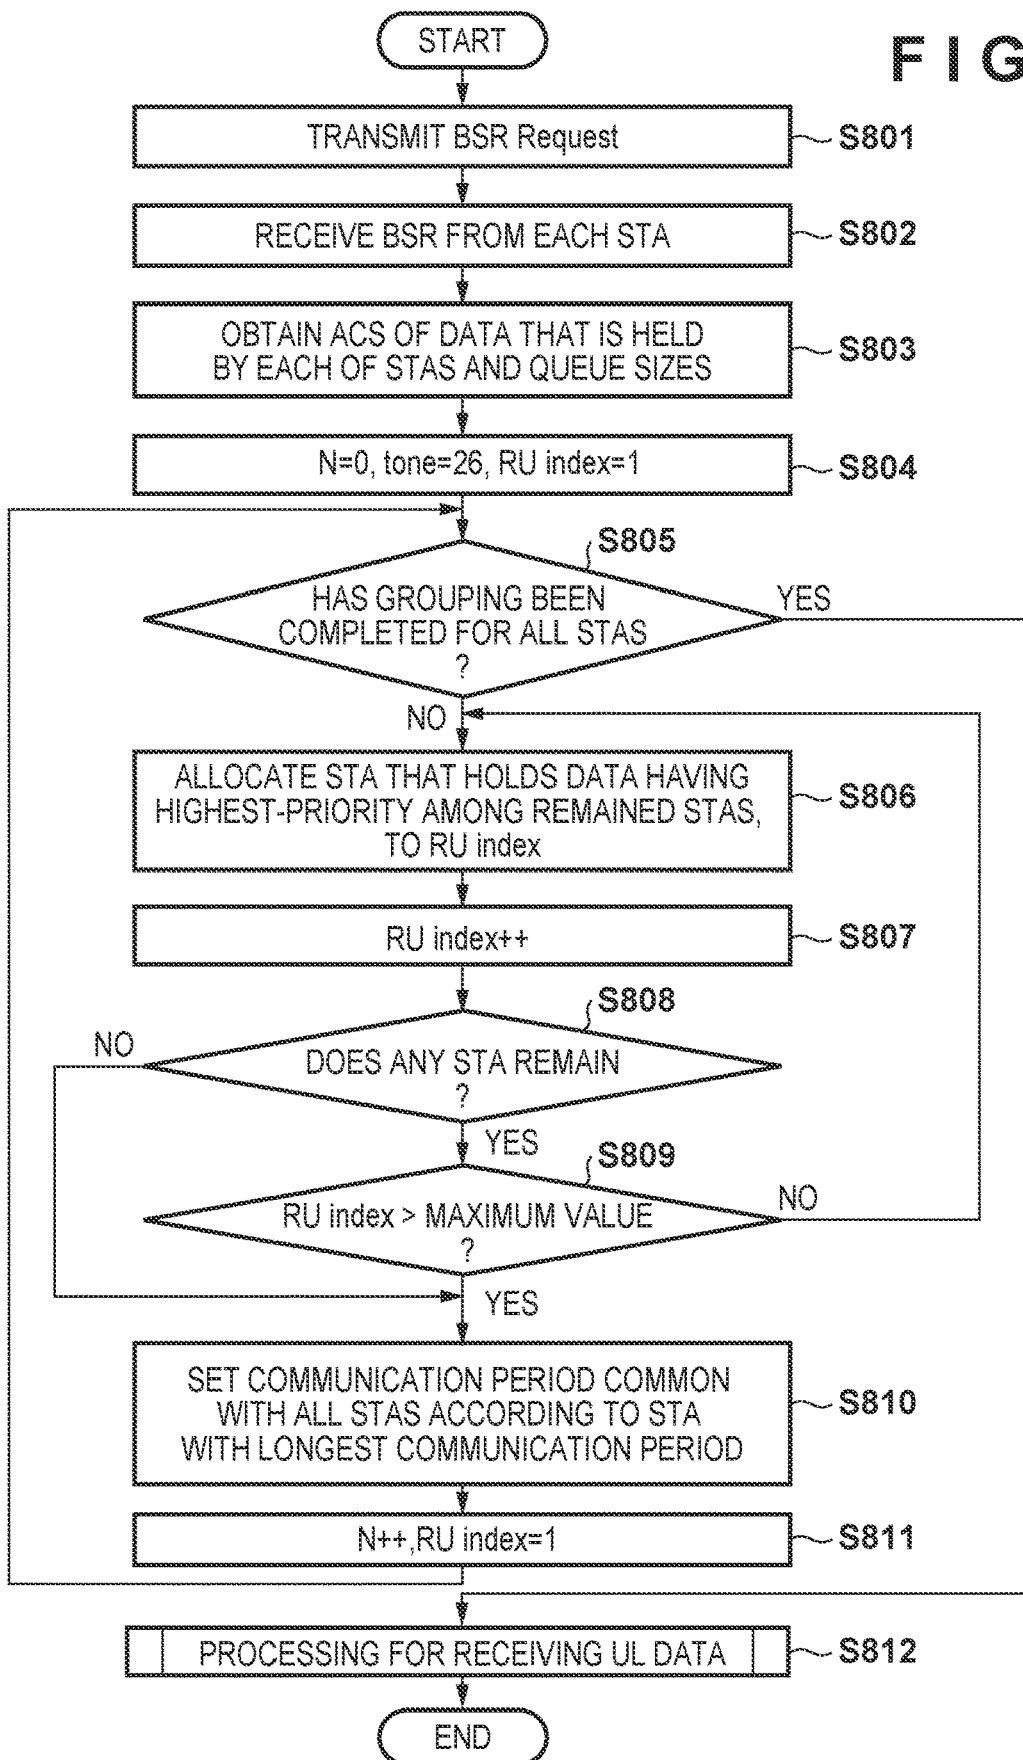 START
F I G
TRANSMIT BSR Request
S801
RECEIVE BSR FROM EACH STA
S802
OBTAIN ACS OF DATA THAT IS HELD
BY EACH OF STAS AND QUEUE SIZES
S803
N=0, tone=26, RU index=1
S804
S805
HAS GROUPING BEEN
COMPLETED FOR ALL STAS
?
YES
NO
ALLOCATE STA THAT HOLDS DATA HAVING
HIGHEST-PRIORITY AMONG REMAINED STAS,
TO RU index
S806
RU index++
S807
S808
NO
DOES ANY STA REMAIN
?
YES
S809
RU index > MAXIMUM VALUE
?
NO
YES
SET COMMUNICATION PERIOD COMMON
WITH ALL STAS ACCORDING TO STA
WITH LONGEST COMMUNICATION PERIOD
S810
N++,RU index=1
S811
PROCESSING FOR RECEIVING UL DATA
S812
END